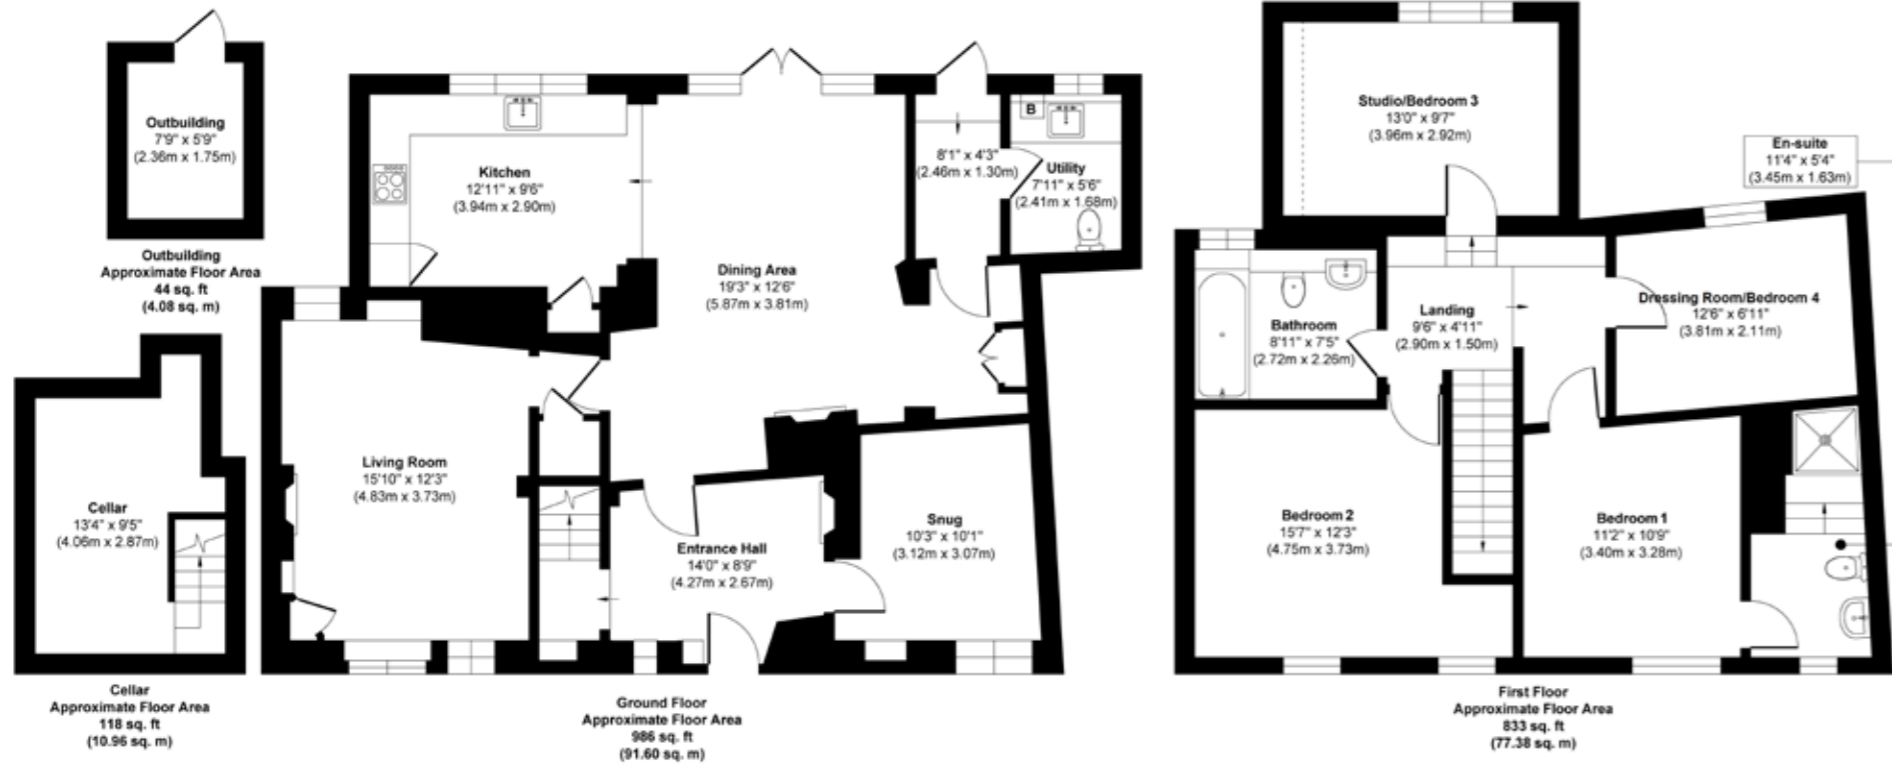 Outbuilding
7'9" x 5'9"
(2.36m x 1.75m)
Outbuilding
Approximate Floor Area
44 sq. ft
(4.08 sq. m)
Cellar
13'4" x 9'5"
(4.06m x 2.87m)
Cellar
Approximate Floor Area
118 sq. ft
(10.96 sq. m)
Kitchen
12'11" x 9'6"
(3.94m x 2.90m)
Dining Area
19'3" x 12'6"
(5.87m x 3.81m)
8'1" x 4'3"
(2.46m x 1.30m)
B
Utility
7'11" x 5'6"
(2.41m x 1.68m)
Living Room
15'10" x 12'3"
(4.83m x 3.73m)
Entrance Hall
14'0" x 8'9"
(4.27m x 2.67m)
Snug
10'3" x 10'1"
(3.12m x 3.07m)
Ground Floor
Approximate Floor Area
986 sq. ft
(91.60 sq. m)
Studio/Bedroom 3
13'0" x 9'7"
(3.96m x 2.92m)
En-suite
11'4" x 5'4"
(3.45m x 1.63m)
Bathroom
8'11" x 7'5"
(2.72m x 2.26m)
Landing
9'6" x 4'11"
(2.90m x 1.50m)
Dressing Room/Bedroom 4
12'6" x 6'11"
(3.81m x 2.11m)
Bedroom 2
15'7" x 12'3"
(4.75m x 3.73m)
Bedroom 1
11'2" x 10'9"
(3.40m x 3.28m)
First Floor
Approximate Floor Area
833 sq. ft
(77.38 sq. m)